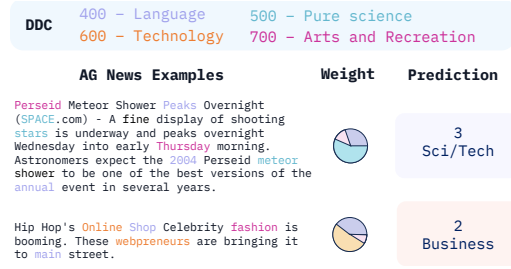 DDC
400 – Language
500 – Pure science
600 – Technology
700 – Arts and Recreation
AG News Examples
Weight
Prediction
Perseid Meteor Shower Peaks Overnight
(SPACE.com) - A fine display of shooting
stars is underway and peaks overnight
Wednesday into early Thursday morning.
Astronomers expect the 2004 Perseid meteor
shower to be one of the best versions of the
annual event in several years.
3
Sci/Tech
Hip Hop's Online Shop Celebrity fashion is
booming. These webpreneurs are bringing it
to main street.
2
Business